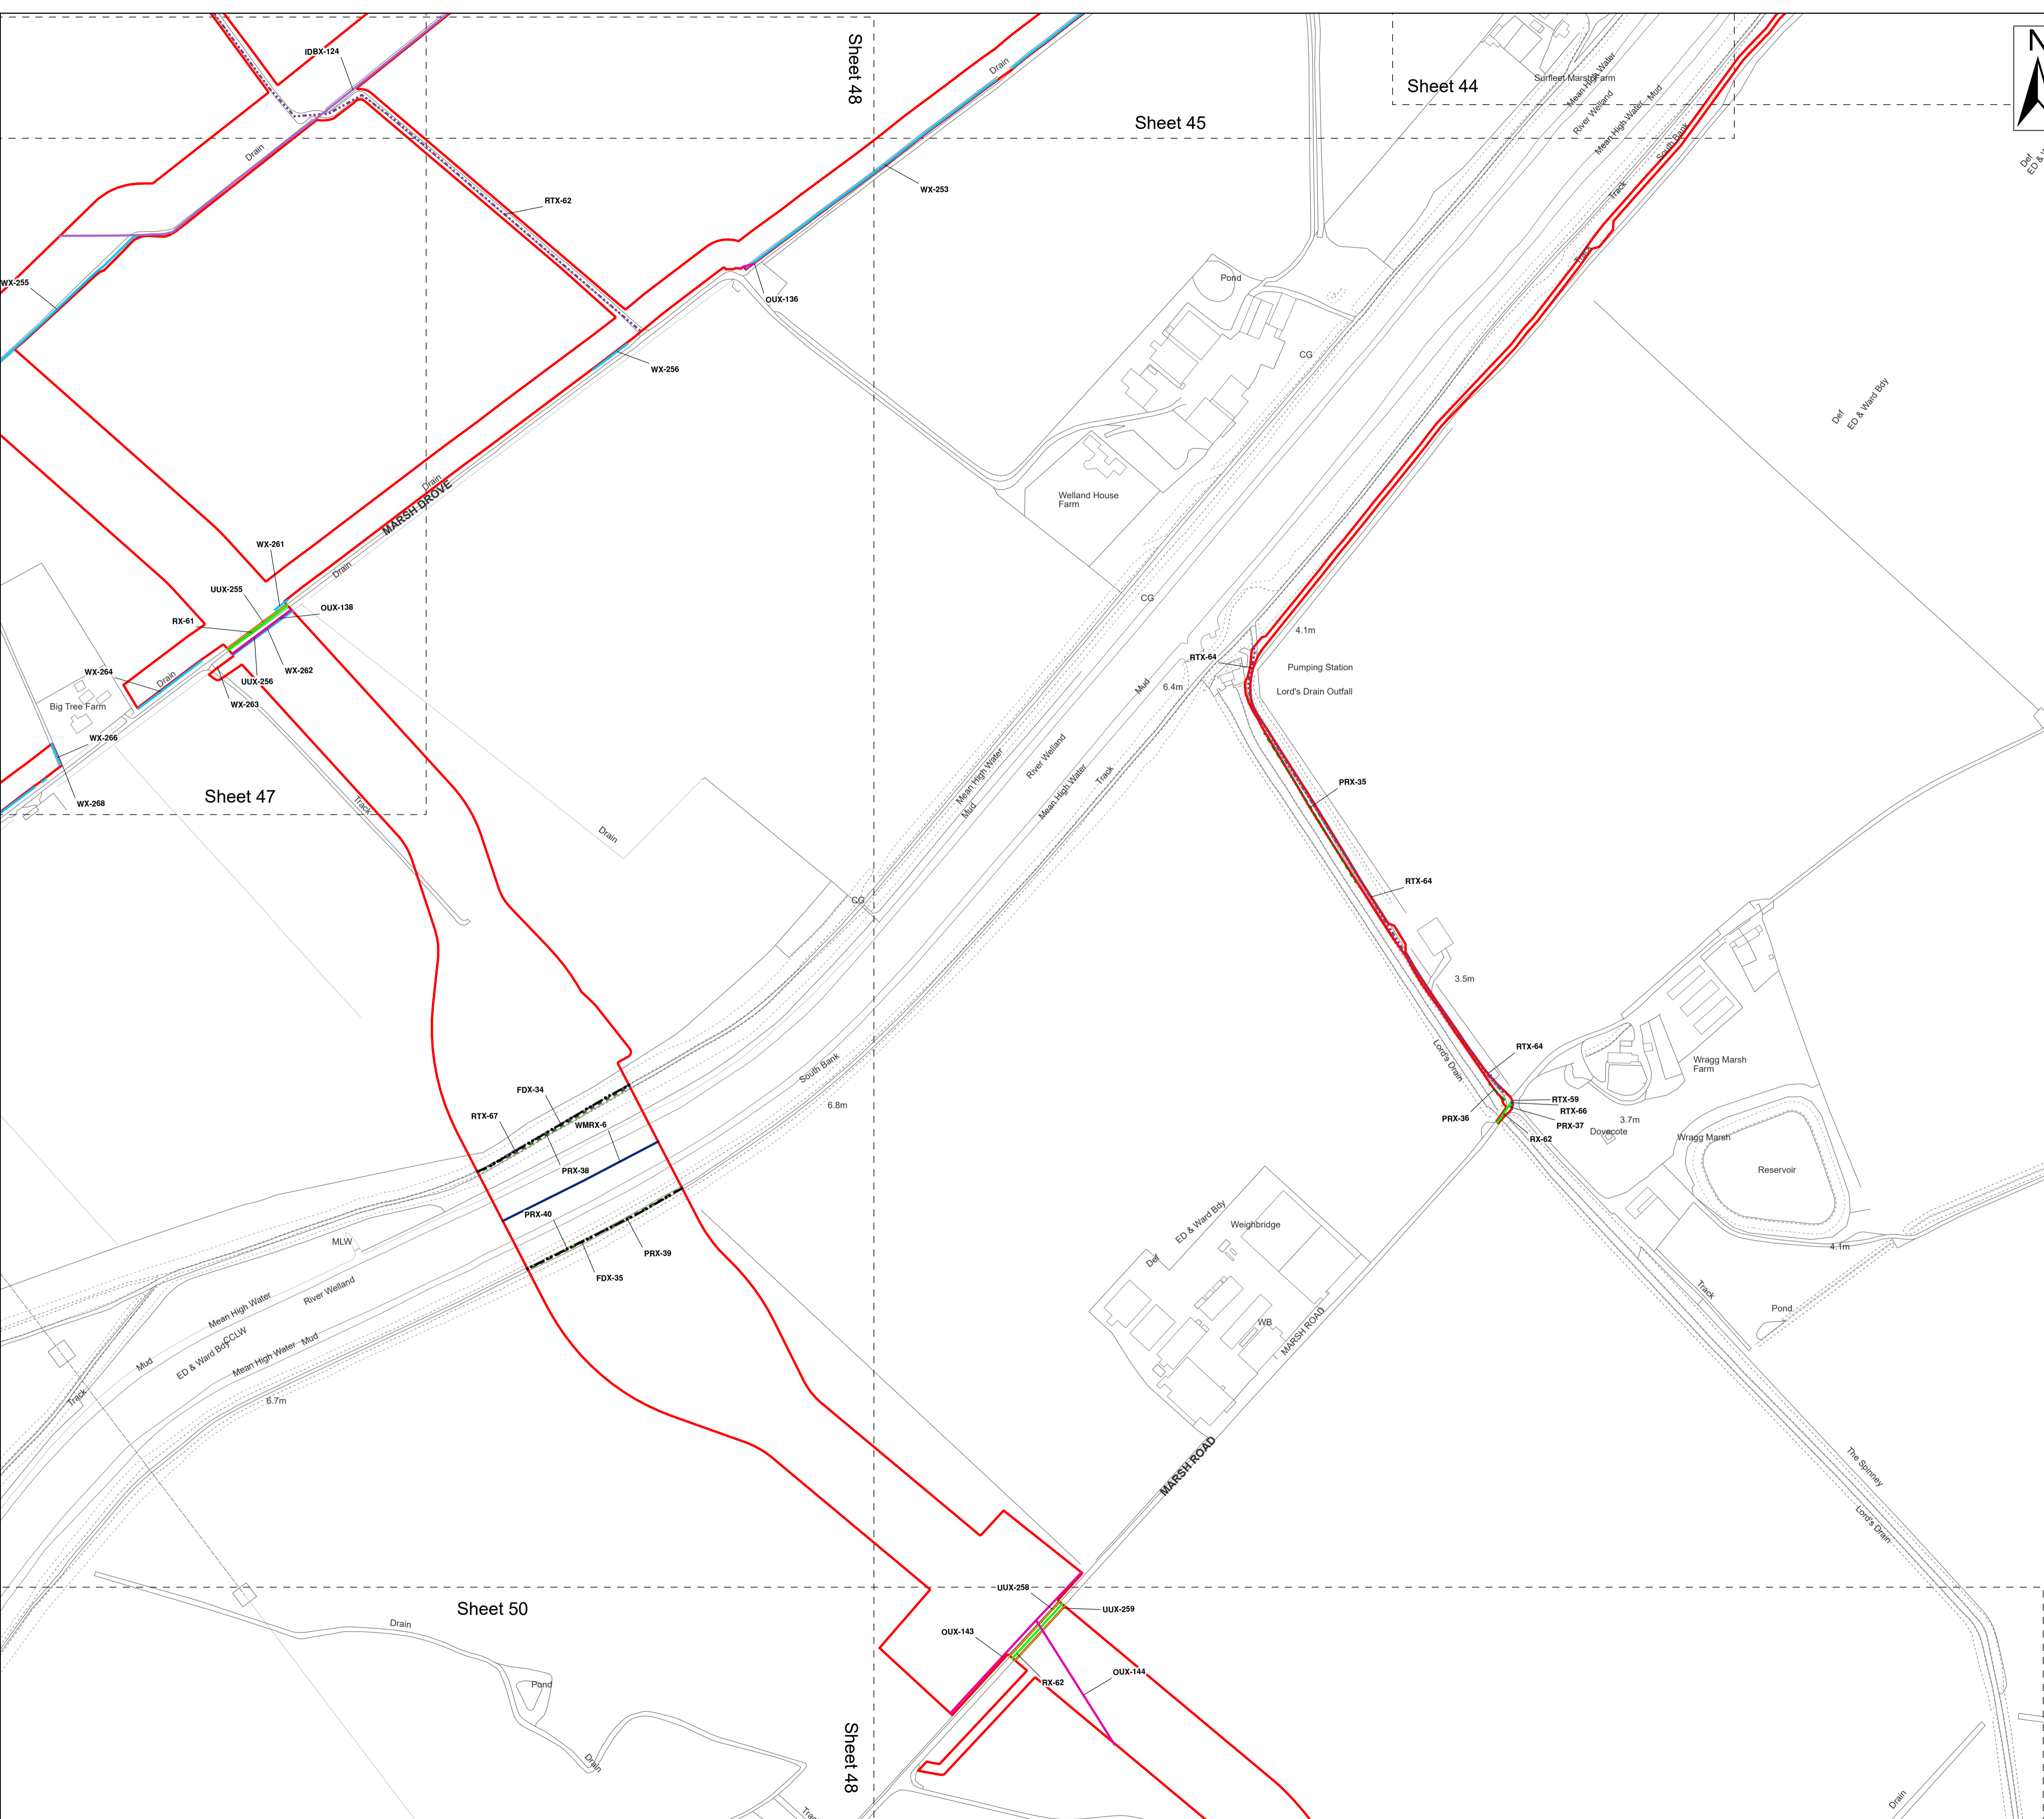 N
IDBX-124
Sheet 48
Drain
Sheet 44
Surfleet Marsh Farm
Mean High Water
River Welland
Mud
Mean High Water
Sheet 45
South Bank
Def
Drain
WX-253
Track
RTX-62
Track
WX-255
OUX-136
Pond
CG
WX-256
Def
ED & Ward Bdy
Drain
MARSH DROVE
Welland House
Farm
WX-261
Drain
UUX-255
OUX-138
CG
RX-61
4.1m
RTX-64
Pumping Station
WX-264
Drain
WX-262
UUX-256
Mud
6.4m
Lord's Drain Outfall
WX-263
Big Tree Farm
WX-266
River Welland
Mean High Water
Mean High Water
Track
PRX-35
Sheet 47
WX-268
Track
Mud
Drain
RTX-64
CG
3.5m
RTX-64
Lord's Drain
Wragg Marsh
Farm
South Bank
FDX-34
RTX-59
RTX-67
6.8m
RTX-66
WMRX-6
PRX-36
3.7m
PRX-37
Dovecote
RX-62
Wragg Marsh
PRX-38
Reservoir
PRX-40
ED & Ward Bdy
Weighbridge
MLW
PRX-39
4.1m
Def
FDX-35
River Welland
Track
Mean High Water
Pond
WB
MARSH ROAD
CCLW
Mud
ED & Ward Bdy
Mean High Water
Mud
Track
6.7m
MARSH ROAD
The Spinney
Lord's Drain
UUX-258
Sheet 50
UUX-259
Drain
OUX-143
OUX-144
RX-62
Pond
Sheet 48
Drain
Drain